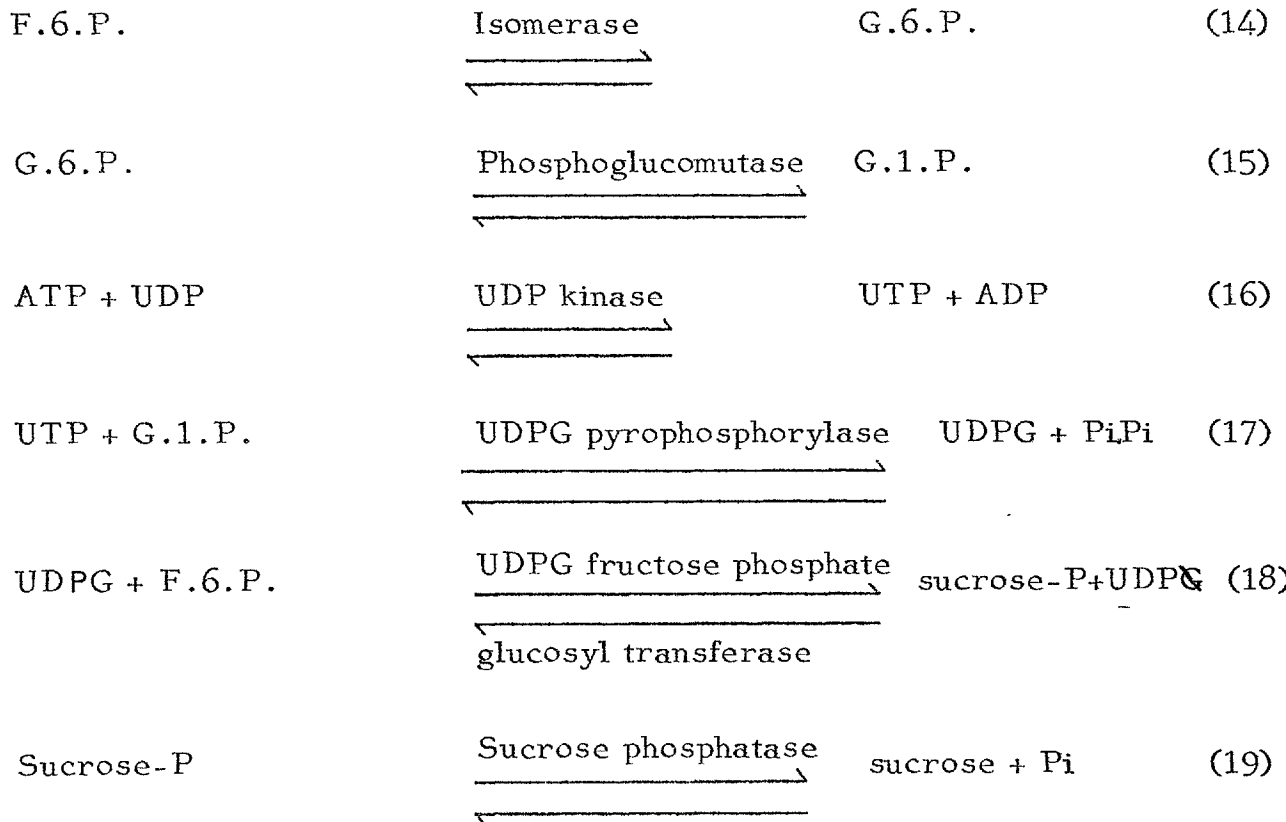 F.6.P. Isomerase G.6.P. (14)
G.6.P. Phosphoglucomutase G.1.P. (15)
ATP + UDP UDP kinase UTP + ADP (16)
UTP + G.1.P. UDPG pyrophosphorylase UDPG + Pi.Pi (17)
UDPG + F.6.P. UDPG fructose phosphate sucrose-P+UDP (18)
glucosyl transferase
Sucrose-P Sucrose phosphatase sucrose + Pi (19)